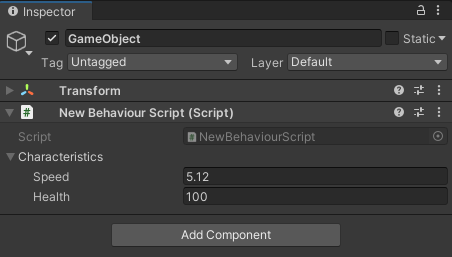 Inspector
GameObject Static
Tag Untagged Layer Default
Transform
New Behaviour Script (Script)
Script NewBehaviourScript
Characteristics
Speed 5.12
Health 100
Add Component